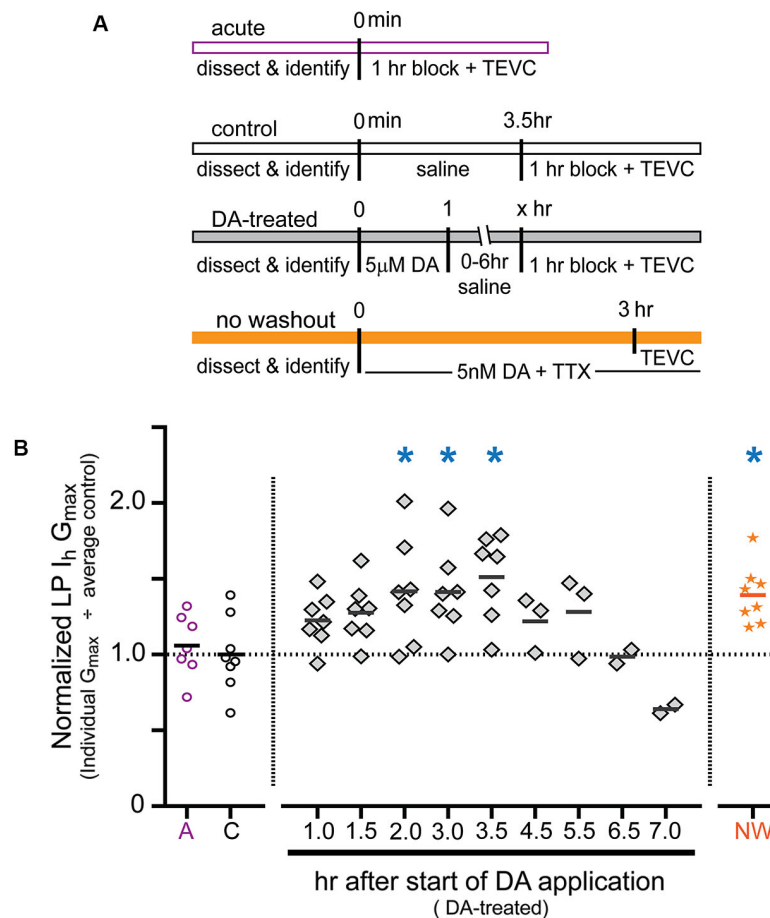 A
acute
0 min
dissect & identify
1 hr block + TEVC
control
0 min
3.5hr
dissect & identify
saline
1 hr block + TEVC
DA-treated
0
1
x hr
dissect & identify
5μM DA
0-6hr
saline
1 hr block + TEVC
no washout
0
3 hr
dissect & identify
5nM DA + TTX
TEVC
B
* * * *
Normalized LP Ih Gmax
(Individual Gmax ÷ average control)
2.0
1.0
0
A C 1.0 1.5 2.0 3.0 3.5 4.5 5.5 6.5 7.0 NW
hr after start of DA application
( DA-treated)